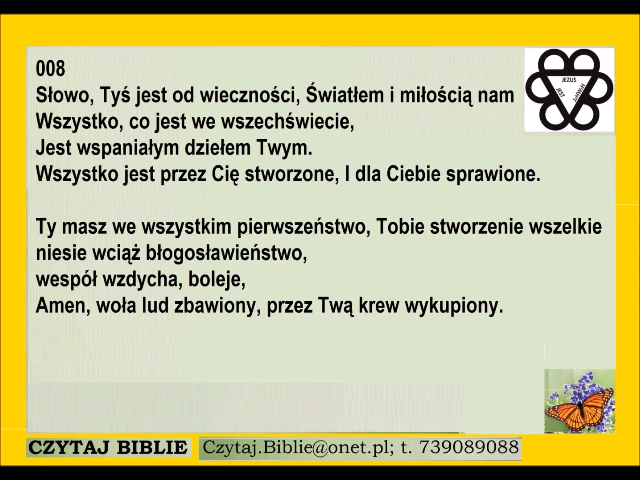 008
Słowo, Tyś jest od wieczności, Światłem i miłością nam
Wszystko, co jest we wszechświecie,
Jest wspaniałym dziełem Twym.
Wszystko jest przez Cię stworzone, I dla Ciebie sprawione.
Ty masz we wszystkim pierwszeństwo, Tobie stworzenie wszelkie
niesie wciąż błogosławieństwo,
wespół wzdycha, boleje,
Amen, woła lud zbawiony, przez Twą krew wykupiony.
JEZUS
JEST
CZYTAJ BIBLIE
Czytaj.Biblie@onet.pl; t. 739089088